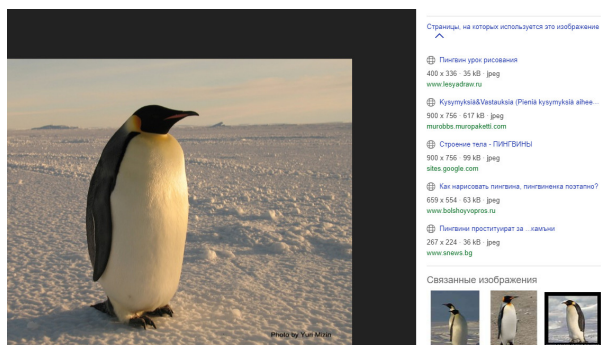 Страницы, на которых используется это изображение
Пингвин урок рисования
400 x 336 · 35 kB · jpeg
www.lesyadraw.ru
Kysymyksiä&Vastauksia (Pieniä kysymyksiä aihee...
900 x 756 · 617 kB · jpeg
murobbs.muropaketti.com
Строение тела - ПИНГВИНЫ
900 x 756 · 99 kB · jpeg
sites.google.com
Как нарисовать пингвина, пингвиненка поэтапно?
659 x 554 · 63 kB · jpeg
www.bolshoyvopros.ru
Пингвини проституират за ...камъни
267 x 224 · 36 kB · jpeg
www.snews.bg
Связанные изображения
Photo by Yuri Mizin